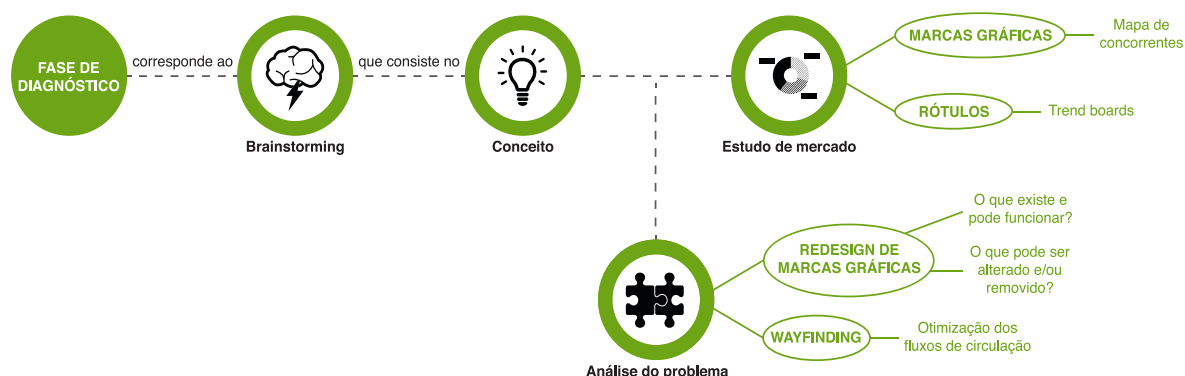 FASE DE
DIAGNÓSTICO
corresponde ao
Brainstorming
que consiste no
Conceito
Estudo de mercado
MARCAS GRÁFICAS
Mapa de
concorrentes
RÓTULOS
Trend boards
Análise do problema
REDESIGN DE
MARCAS GRÁFICAS
O que existe e
pode funcionar?
O que pode ser
alterado e/ou
removido?
WAYFINDING
Otimização dos
fluxos de circulação